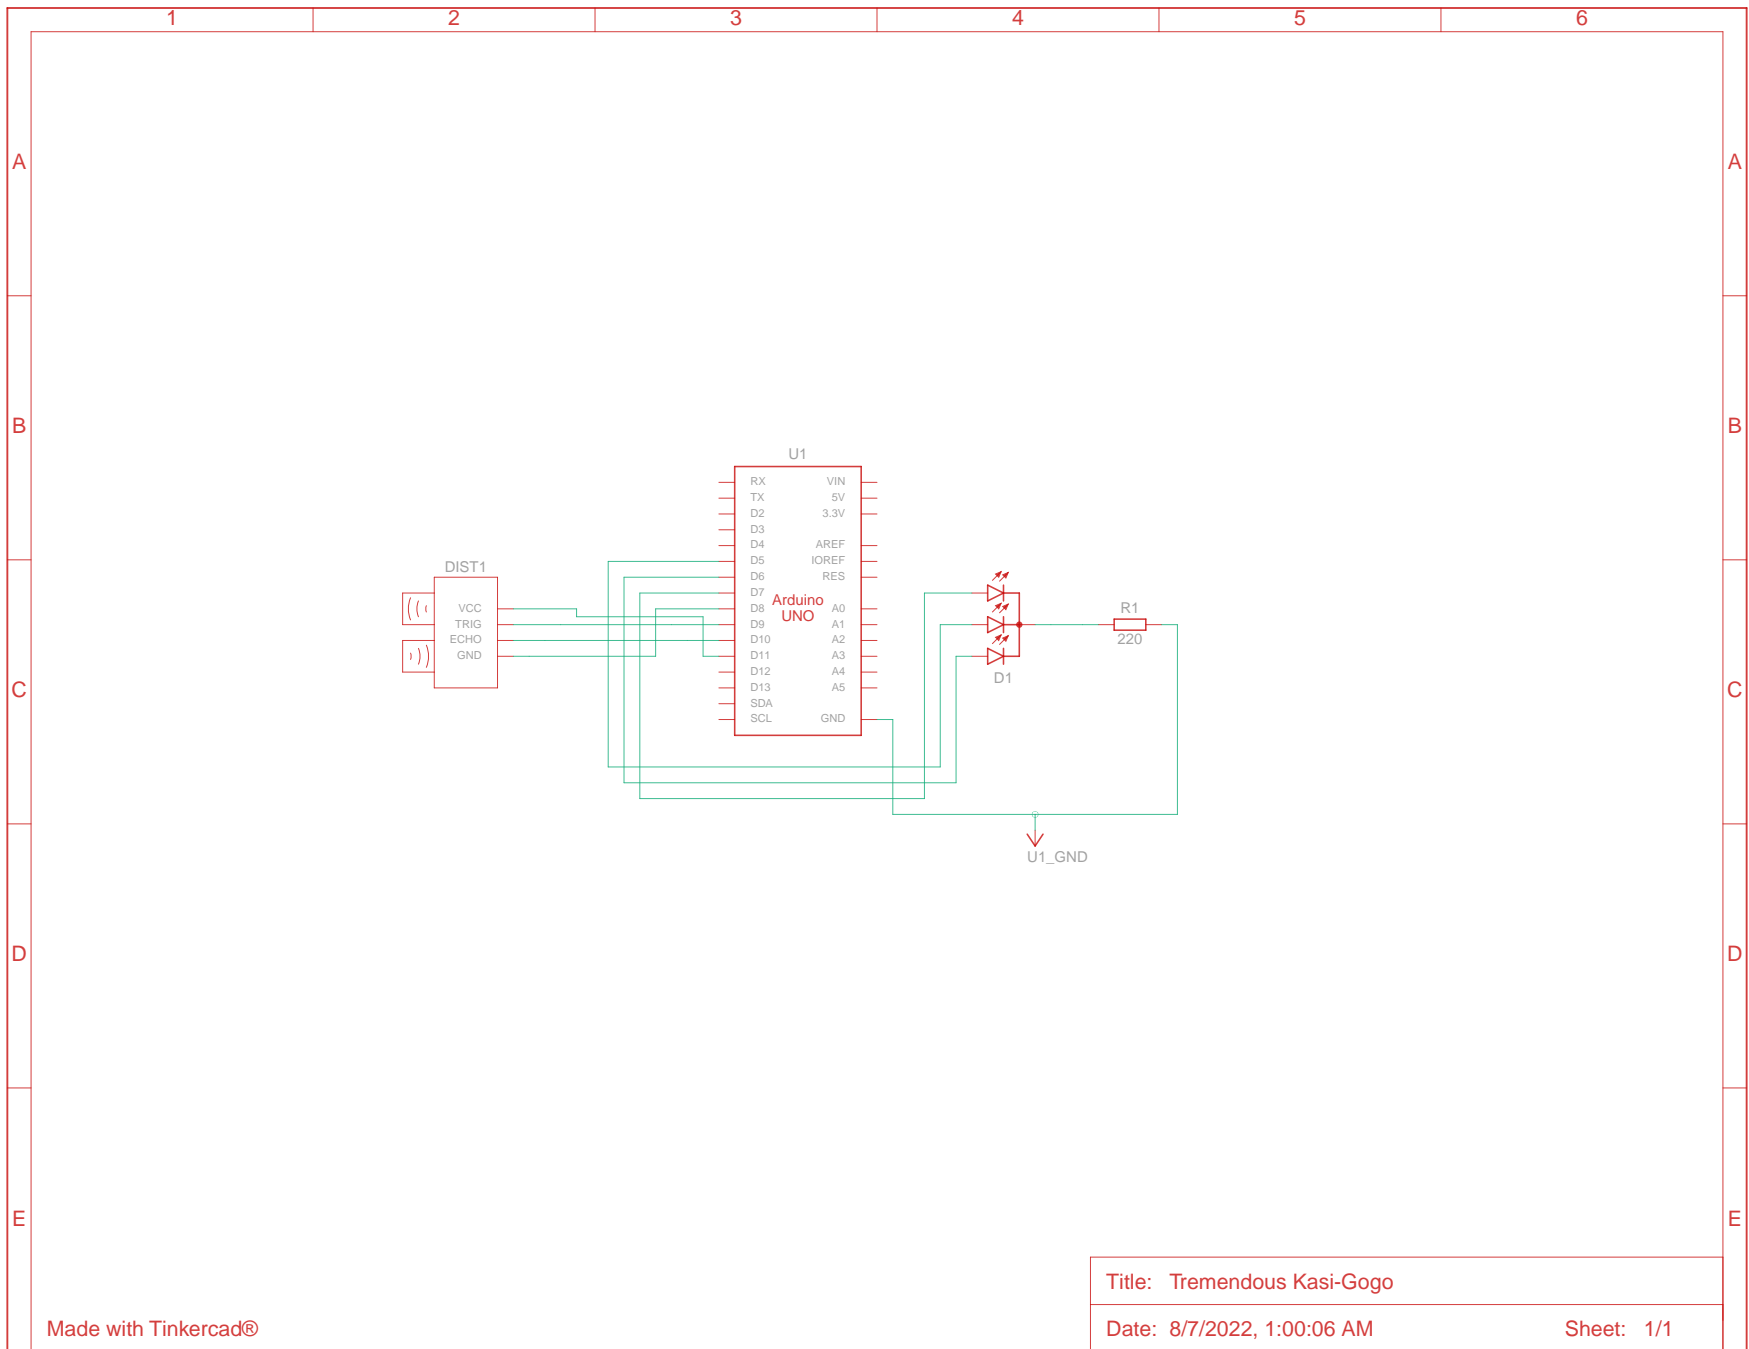 1 2 3 4 5 6
A A
B B
U1
RX VIN
TX 5V
D2 3.3V
D3
D4 AREF
D5 IOREF
D6 RES
D7
Arduino
UNO
D8 A0
D9 A1
D10 A2
D11 A3
D12 A4
D13 A5
SDA
SCL GND
DIST1
VCC
TRIG
ECHO
GND
R1
220
D1
C C
U1_GND
D D
E E
Title: Tremendous Kasi-Gogo
Made with Tinkercad®
Date: 8/7/2022, 1:00:06 AM Sheet: 1/1